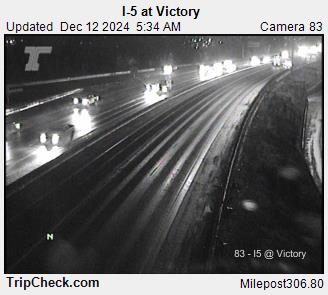 I-5 at Victory
Updated Dec 12 2024 5:34 AM Camera 83
T
N
83 - I5 @ Victory
TripCheck.com Milepost306.80